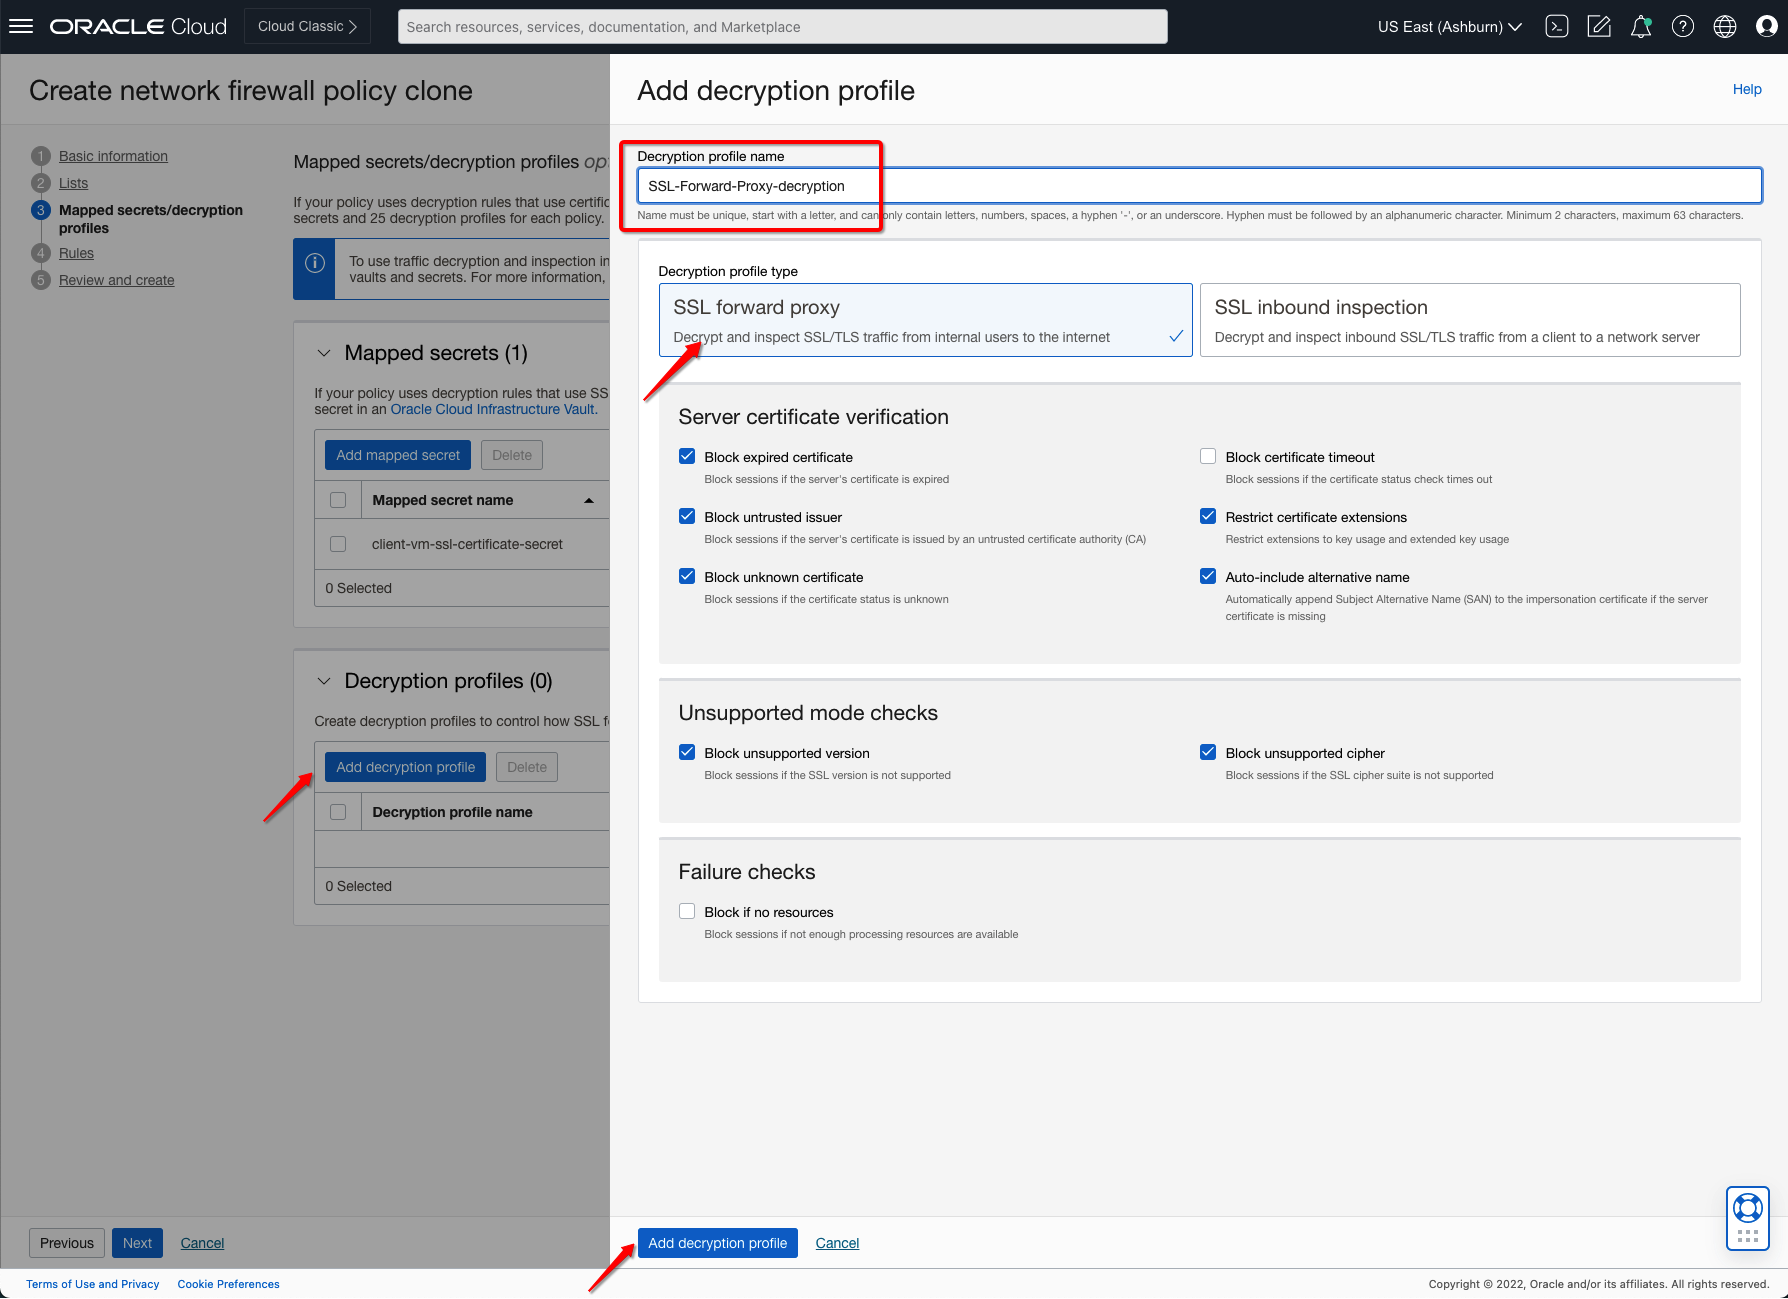 ORACLE Cloud
Cloud Classic
Search resources, services, documentation, and Marketplace
US East (Ashburn)
Create network firewall policy clone
1 Basic information
2 Lists
3 Mapped secrets/decryption
profiles
4 Rules
5 Review and create
Mapped secrets/decryption profiles
If your policy uses decryption rules that use
secrets and 25 decryption profiles for each policy.
To use traffic decryption and inspection
vaults and secrets. For more information,
Mapped secrets (1)
If your policy uses decryption rules that use
secret in an Oracle Cloud Infrastructure Vault.
Add mapped secret
Delete
Mapped secret name
client-vm-ssl-certificate-secret
0 Selected
Decryption profiles (0)
Create decryption profiles to control how SSL
Add decryption profile
Delete
Decryption profile name
0 Selected
Previous
Next
Cancel
Add decryption profile
Help
Decryption profile name
SSL-Forward-Proxy-decryption
Name must be unique, start with a letter, and can only contain letters, numbers, spaces, a hyphen '-', or an underscore. Hyphen must be followed by an alphanumeric character. Minimum 2 characters, maximum 63 characters.
Decryption profile type
SSL forward proxy
Decrypt and inspect SSL/TLS traffic from internal users to the internet
SSL inbound inspection
Decrypt and inspect inbound SSL/TLS traffic from a client to a network server
Server certificate verification
Block expired certificate
Block sessions if the server's certificate is expired
Block certificate timeout
Block sessions if the certificate status check times out
Block untrusted issuer
Block sessions if the server's certificate is issued by an untrusted certificate authority (CA)
Restrict certificate extensions
Restrict extensions to key usage and extended key usage
Block unknown certificate
Block sessions if the certificate status is unknown
Auto-include alternative name
Automatically append Subject Alternative Name (SAN) to the impersonation certificate if the server
certificate is missing
Unsupported mode checks
Block unsupported version
Block sessions if the SSL version is not supported
Block unsupported cipher
Block sessions if the SSL cipher suite is not supported
Failure checks
Block if no resources
Block sessions if not enough processing resources are available
Add decryption profile
Cancel
Terms of Use and Privacy
Cookie Preferences
Copyright © 2022, Oracle and/or its affiliates. All rights reserved.